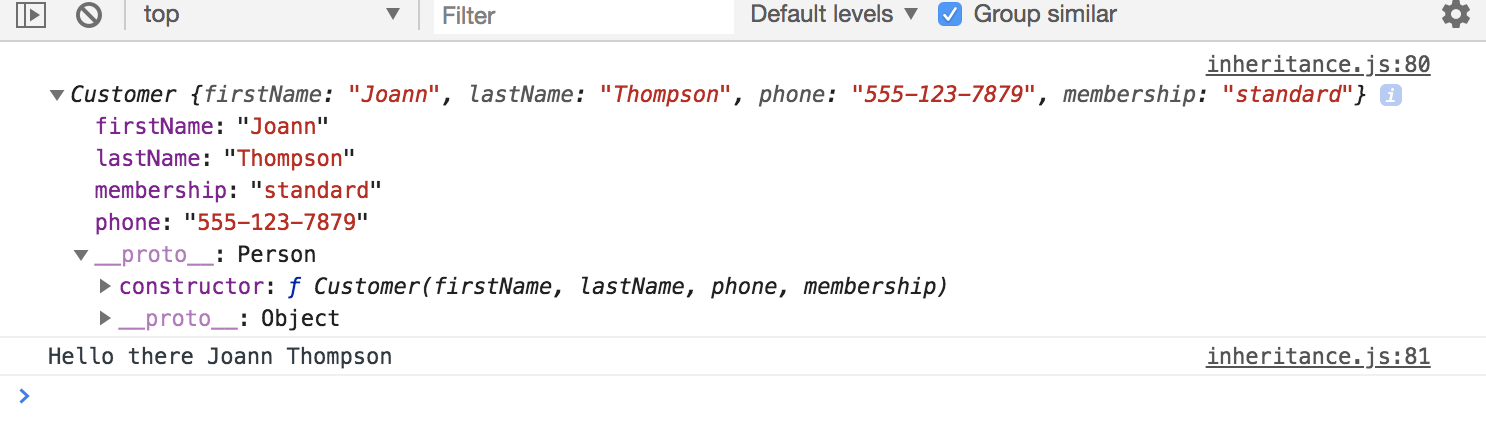 top Filter Default levels Group similar
inheritance.js:80
Customer {firstName: "Joann", lastName: "Thompson", phone: "555-123-7879", membership: "standard"} i
firstName: "Joann"
lastName: "Thompson"
membership: "standard"
phone: "555-123-7879"
__proto__: Person
constructor: ƒ Customer(firstName, lastName, phone, membership)
__proto__: Object
Hello there Joann Thompson inheritance.js:81